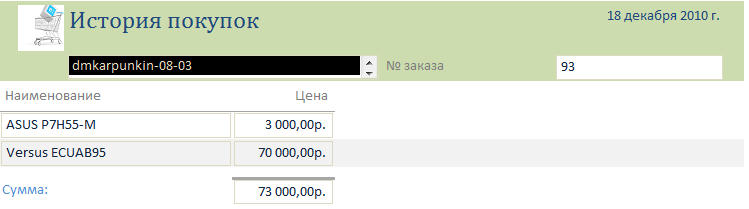 История покупок
18 декабря 2010 г.
dmkarpunkin-08-03 № заказа 93
Наименование Цена
ASUS P7H55-M 3 000,00р.
Versus ECUAB95 70 000,00р.
Сумма: 73 000,00р.